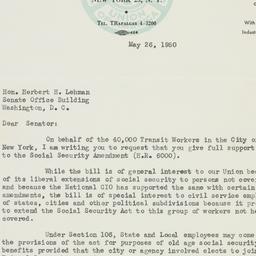 NEW YORK 23, N. Y.
UNION
TEL. TRAFALGAR 4-3200
With
Indust
May 26, 1950
Hon. Herbert H. Lehman
Senate Office Building
Washington, D. C.
Dear Senator:
On behalf of the 40,000 Transit Workers in the City of
New York, I am writing you to request that you give full support
to the Social Security Amendment (H.R. 6000).
While the bill is of general interest to our Union be
of its liberal extensions of social security to persons not cove
and because the National CIO has supported the same with certain
amendments, the bill is of special interest to civil service emp
of states, cities and other political subdivisions because it pr
to extend the Social Security Act to this group of workers not he
covered.
Under Section 106, State and Local employees may come
the provisions of the act for purposes of old age social security
benefits provided that the city or agency involved elects to join